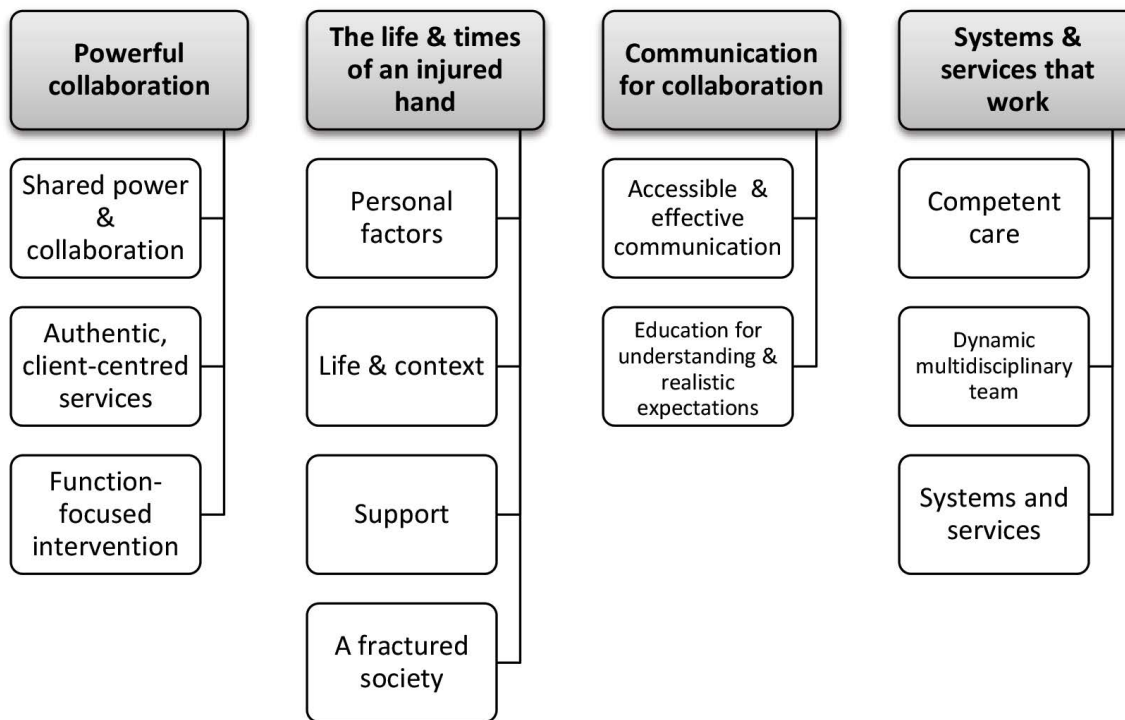 Powerful
collaboration
Shared power
&
collaboration
Authentic,
client-centred
services
Function-
focused
intervention
The life & times
of an injured
hand
Personal
factors
Life & context
Support
A fractured
society
Communication
for collaboration
Accessible & 
effective
communication
Education for
understanding &
realistic
expectations
Systems &
services that
work
Competent
care
Dynamic
multidisciplinary
team
Systems and
services